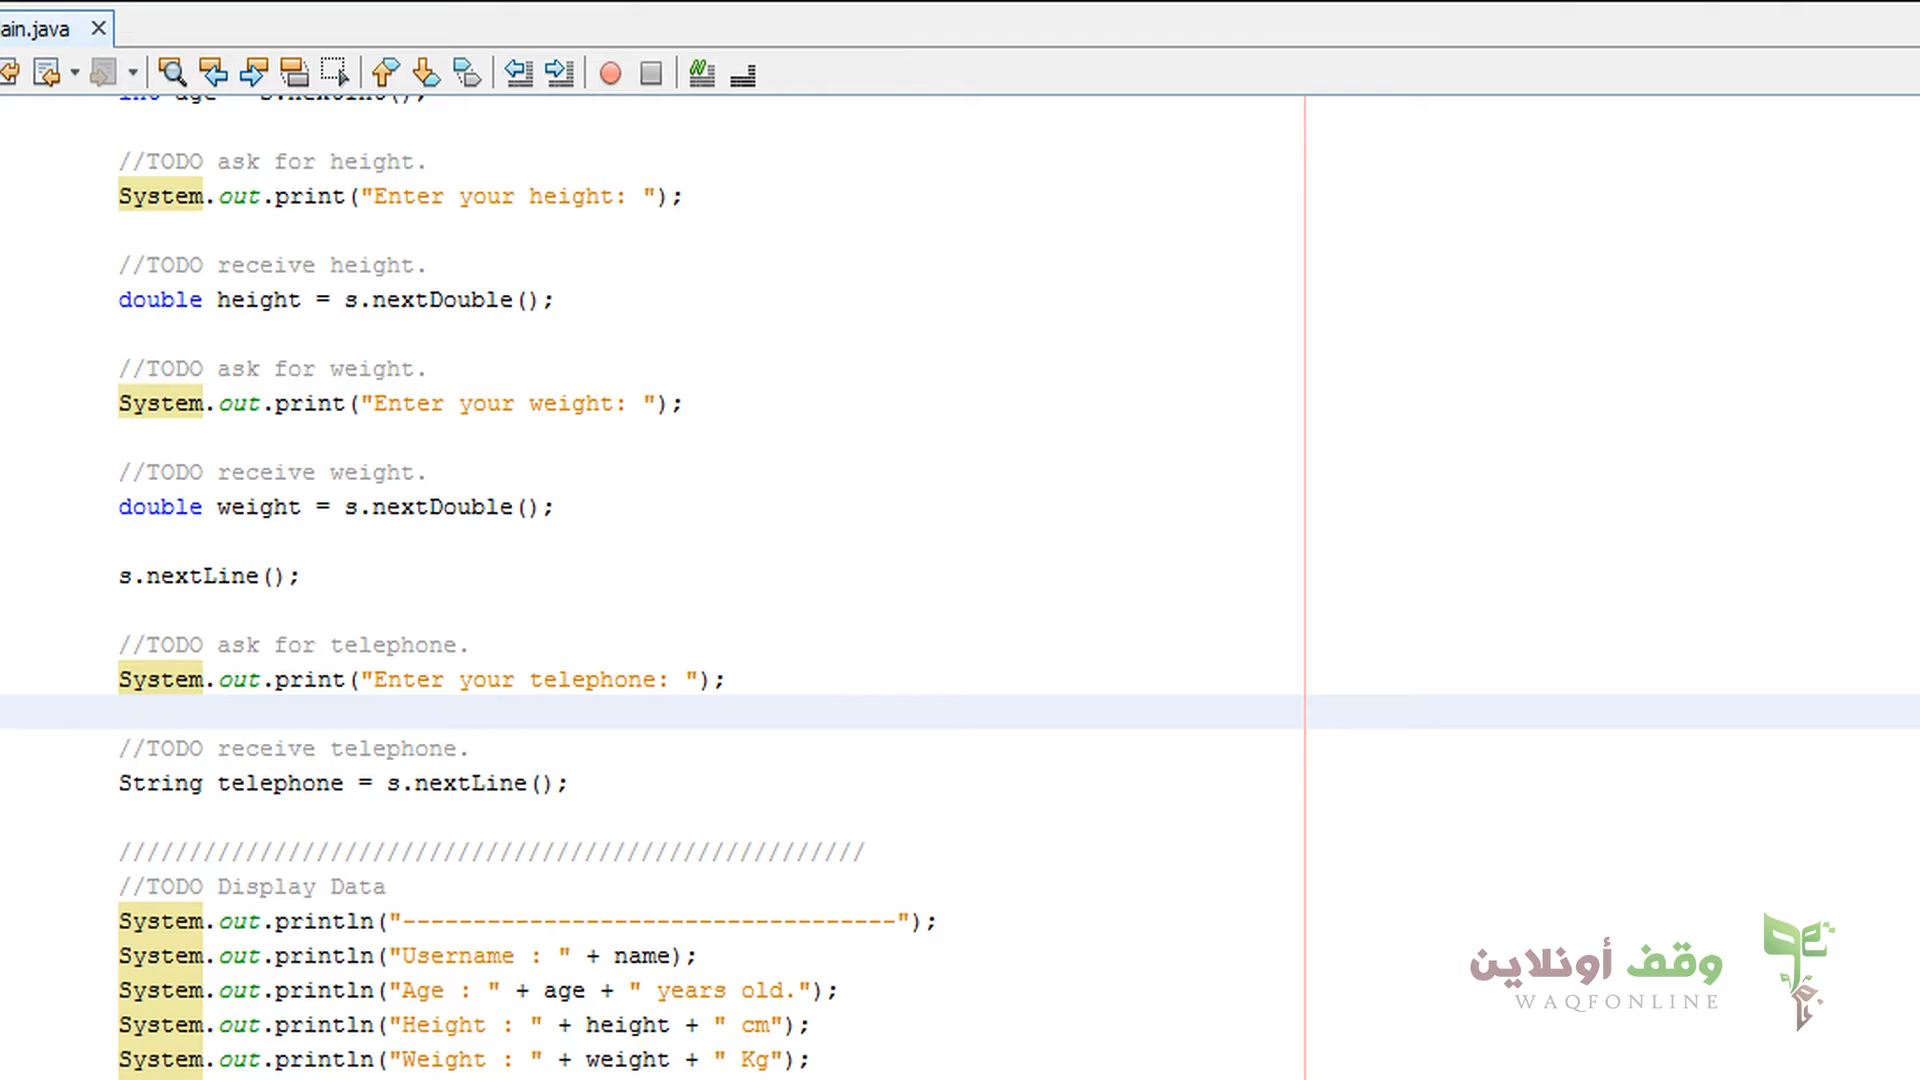 ain.java
int age = s.nextInt();
//TODO ask for height.
System.out.print("Enter your height: ");
//TODO receive height.
double height = s.nextDouble();
//TODO ask for weight.
System.out.print("Enter your weight: ");
//TODO receive weight.
double weight = s.nextDouble();
s.nextLine();
//TODO ask for telephone.
System.out.print("Enter your telephone: ");
//TODO receive telephone.
String telephone = s.nextLine();
/////////////////////////////////////////////////////
//TODO Display Data
System.out.println("-----------------------------------");
System.out.println("Username : " + name);
System.out.println("Age : " + age + " years old.");
System.out.println("Height : " + height + " cm");
System.out.println("Weight : " + weight + " Kg");
وقف أونلاين
WAQFONLINE